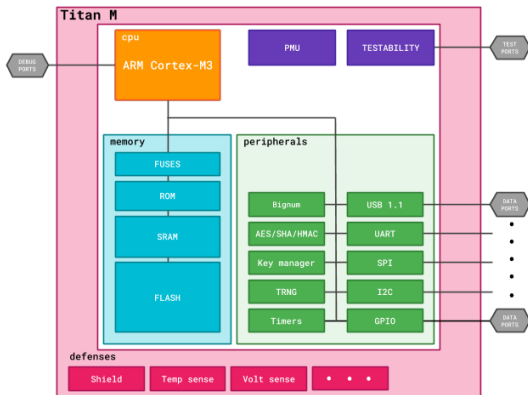 Titan M
cpu
ARM Cortex-M3
PMU
TESTABILITY
DEBUG
PORTS
TEST
PORTS
memory
FUSES
ROM
SRAM
FLASH
peripherals
Bignum
USB 1.1
AES/SHA/HMAC
UART
Key manager
SPI
TRNG
I2C
Timers
GPIO
DATA
PORTS
DATA
PORTS
defenses
Shield
Temp sense
Volt sense
• • •